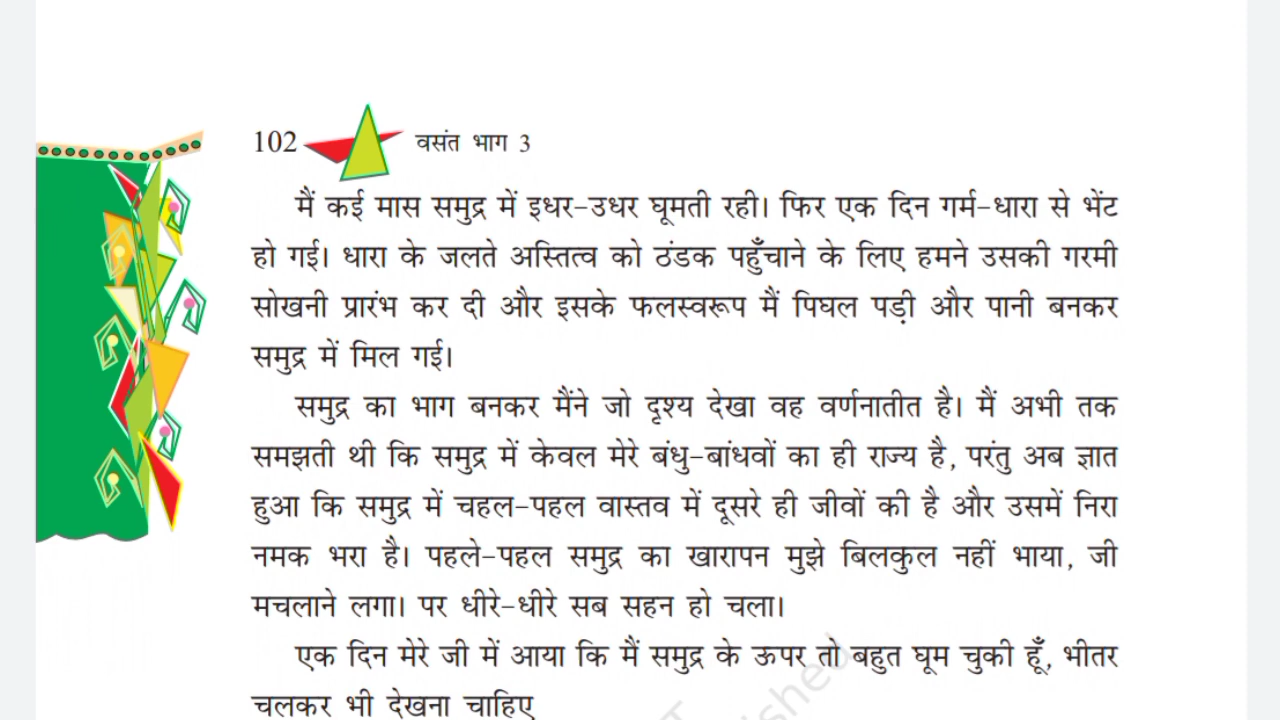 102 वसंत भाग 3
मैं कई मास समुद्र में इधर-उधर घूमती रही। फिर एक दिन गर्म-धारा से भेंट
हो गई। धारा के जलते अस्तित्व को ठंडक पहुँचाने के लिए हमने उसकी गरमी
सोखनी प्रारंभ कर दी और इसके फलस्वरूप मैं पिघल पड़ी और पानी बनकर
समुद्र में मिल गई।
समुद्र का भाग बनकर मैंने जो दृश्य देखा वह वर्णनातीत है। मैं अभी तक
समझती थी कि समुद्र में केवल मेरे बंधु-बांधवों का ही राज्य है, परंतु अब ज्ञात
हुआ कि समुद्र में चहल-पहल वास्तव में दूसरे ही जीवों की है और उसमें निरा
नमक भरा है। पहले-पहल समुद्र का खारापन मुझे बिलकुल नहीं भाया, जी
मचलाने लगा। पर धीरे-धीरे सब सहन हो चला।
एक दिन मेरे जी में आया कि मैं समुद्र के ऊपर तो बहुत घूम चुकी हूँ, भीतर
चलकर भी देखना चाहिए